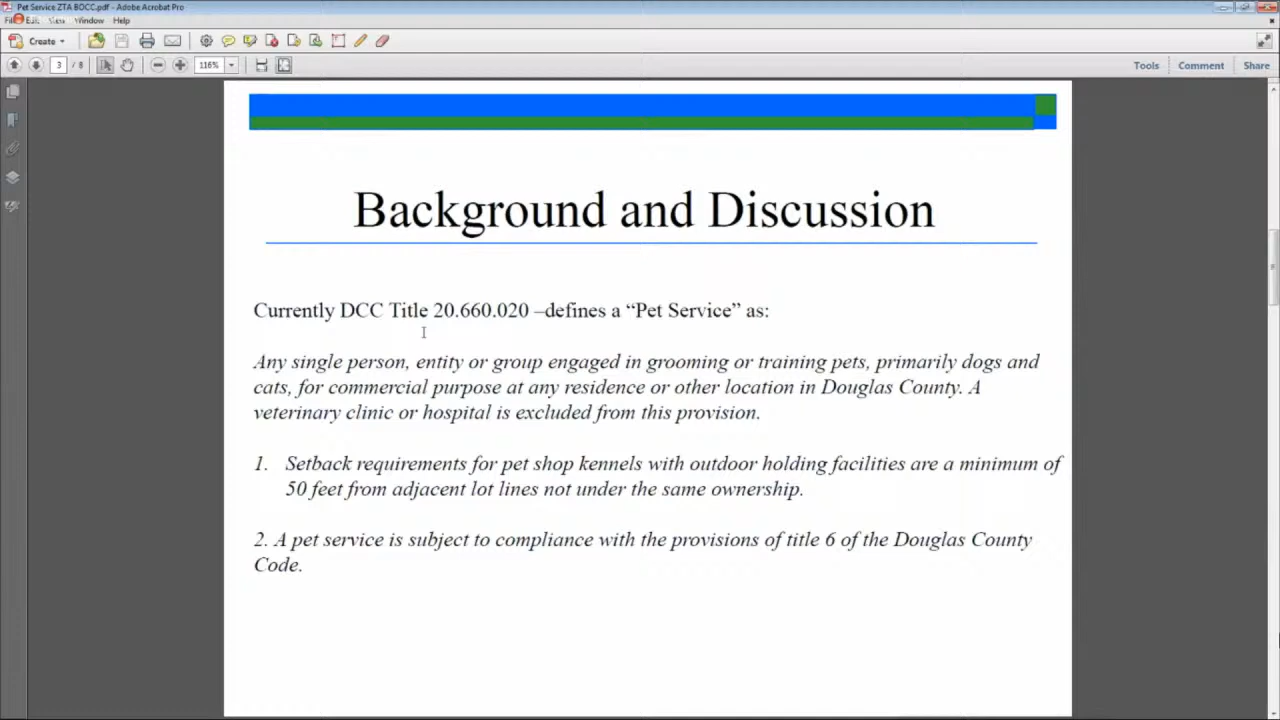 Pet Service ZTA BOCC.pdf - Adobe Acrobat Pro
Edit View Window Help
Create
3 / 8 116% Tools Comment Share
Background and Discussion
Currently DCC Title 20.660.020 –defines a “Pet Service” as:
Any single person, entity or group engaged in grooming or training pets, primarily dogs and
cats, for commercial purpose at any residence or other location in Douglas County. A
veterinary clinic or hospital is excluded from this provision.
1. Setback requirements for pet shop kennels with outdoor holding facilities are a minimum of
50 feet from adjacent lot lines not under the same ownership.
2. A pet service is subject to compliance with the provisions of title 6 of the Douglas County
Code.